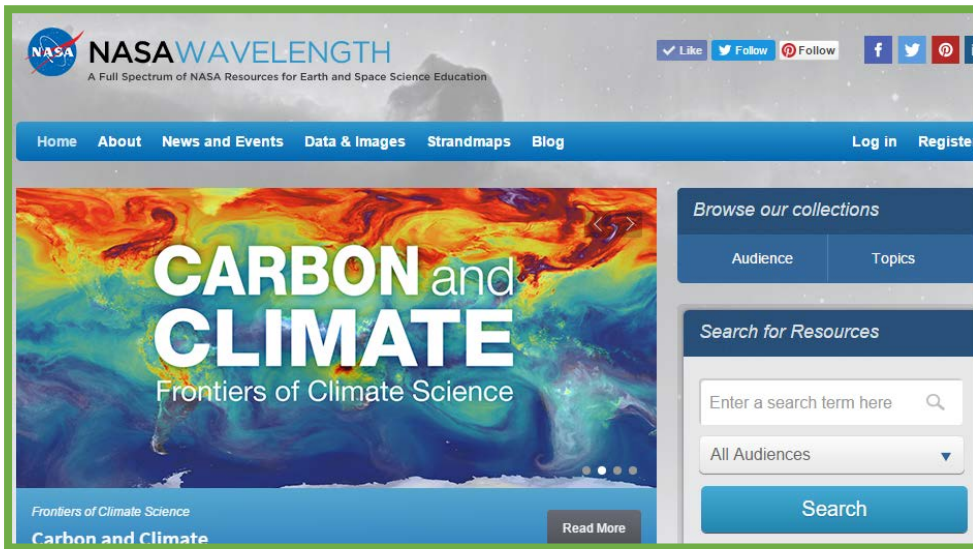 NASA
NASAWAVELENGTH
A Full Spectrum of NASA Resources for Earth and Space Science Education
Like Follow Follow
Home About News and Events Data & Images Strandmaps Blog Log in Registe
CARBON and
CLIMATE
Frontiers of Climate Science
Browse our collections
Audience Topics
Search for Resources
Enter a search term here
All Audiences
Search
Frontiers of Climate Science
Carbon and Climate
Read More